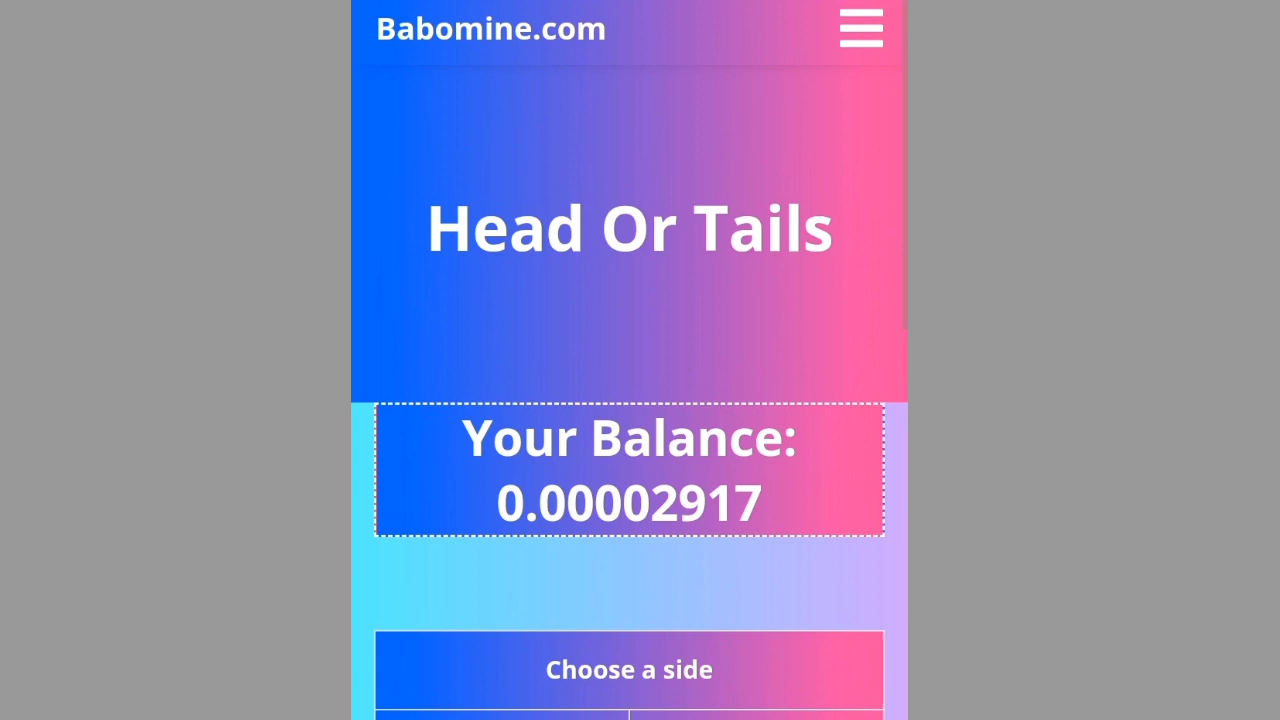 Babomine.com
Head Or Tails
Your Balance:
0.00002917
Choose a side